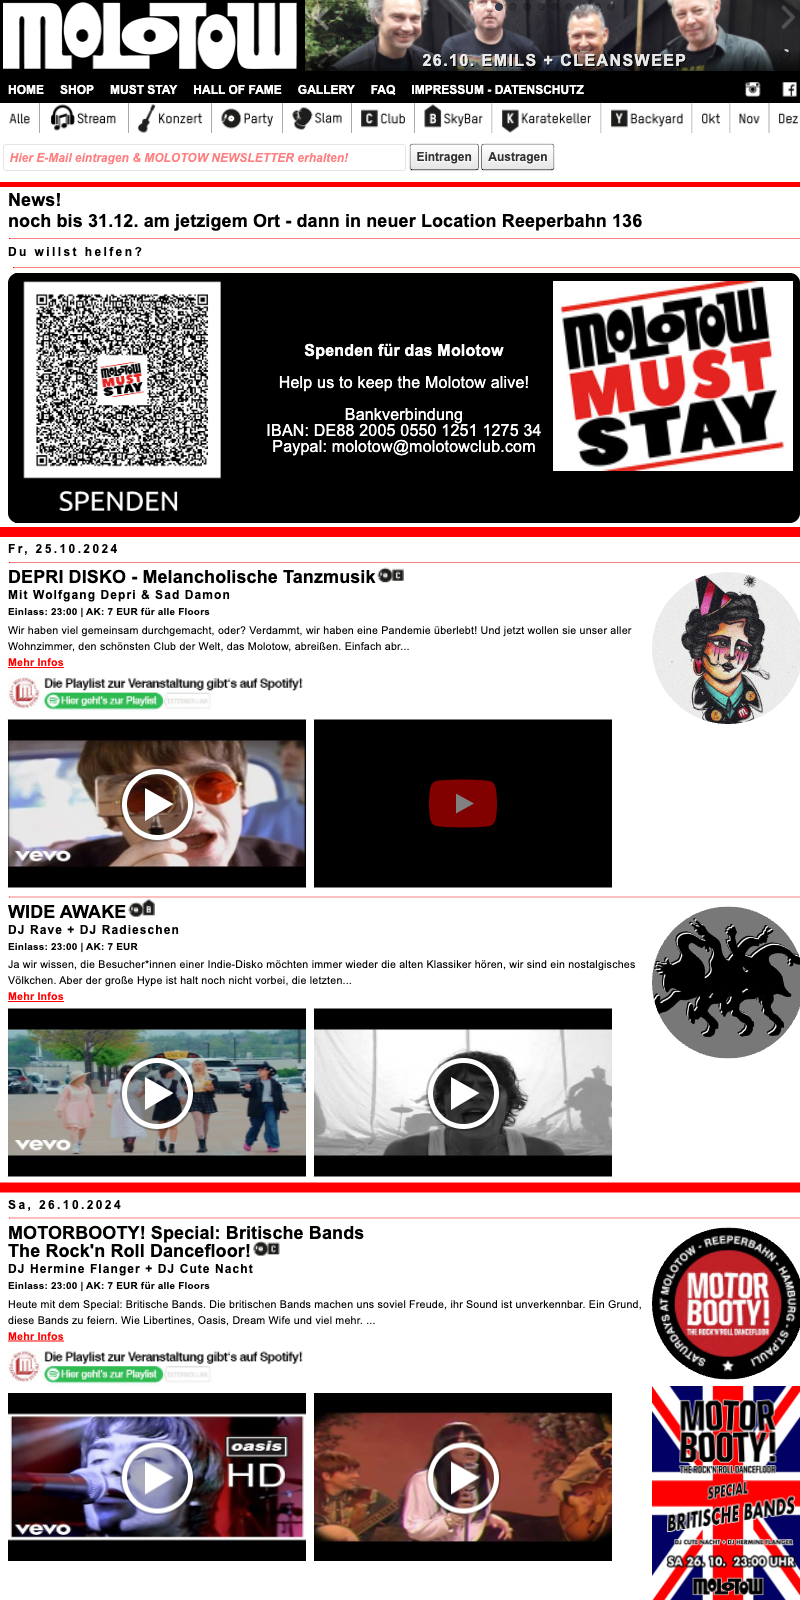 MOLOTOW
26.10. EMILS + CLEANSWEEP
HOME SHOP MUST STAY HALL OF FAME GALLERY FAQ IMPRESSUM - DATENSCHUTZ
Alle Stream Konzert Party Slam C Club B SkyBar K Karatekeller Y Backyard Okt Nov Dez
Hier E-Mail eintragen & MOLOTOW NEWSLETTER erhalten! Eintragen Austragen
News!
noch bis 31.12. am jetzigem Ort - dann in neuer Location Reeperbahn 136
Du willst helfen?
MOLOTOW
MUST
STAY
SPENDEN
Spenden für das Molotow
Help us to keep the Molotow alive!
Bankverbindung
IBAN: DE88 2005 0550 1251 1275 34
Paypal: molotow@molotowclub.com
MOLOTOW
MUST
STAY
Fr, 25.10.2024
DEPRI DISKO - Melancholische Tanzmusik C
Mit Wolfgang Depri & Sad Damon
Einlass: 23:00 | AK: 7 EUR für alle Floors
Wir haben viel gemeinsam durchgemacht, oder? Verdammt, wir haben eine Pandemie überlebt! Und jetzt wollen sie unser aller
Wohnzimmer, den schönsten Club der Welt, das Molotow, abreißen. Einfach abr...
Mehr Infos
Die Playlist zur Veranstaltung gibt's auf Spotify!
Hier geht's zur Playlist EXTERNER LINK
vevo
WIDE AWAKE B
DJ Rave + DJ Radieschen
Einlass: 23:00 | AK: 7 EUR
Ja wir wissen, die Besucher*innen einer Indie-Disko möchten immer wieder die alten Klassiker hören, wir sind ein nostalgisches
Völkchen. Aber der große Hype ist halt noch nicht vorbei, die letzten...
Mehr Infos
vevo
Sa, 26.10.2024
MOTORBOOTY! Special: Britische Bands
The Rock'n Roll Dancefloor! C
DJ Hermine Flanger + DJ Cute Nacht
Einlass: 23:00 | AK: 7 EUR für alle Floors
Heute mit dem Special: Britische Bands. Die britischen Bands machen uns soviel Freude, ihr Sound ist unverkennbar. Ein Grund,
diese Bands zu feiern. Wie Libertines, Oasis, Dream Wife und viel mehr. ...
Mehr Infos
Die Playlist zur Veranstaltung gibt's auf Spotify!
Hier geht's zur Playlist EXTERNER LINK
oasis
HD
vevo
SATURDAYS AT MOLOTOW - REEPERBAHN - HAMBURG - ST.PAULI
MOTOR
BOOTY!
THE ROCK'N'ROLL DANCEFLOOR
MOTOR
BOOTY!
THE ROCK'N'ROLL DANCEFLOOR
SPECIAL
BRITISCHE BANDS
DJ CUTE NACHT + DJ HERMINE FLANGER
SA 26. 10. 23:00 UHR
MOLOTOW